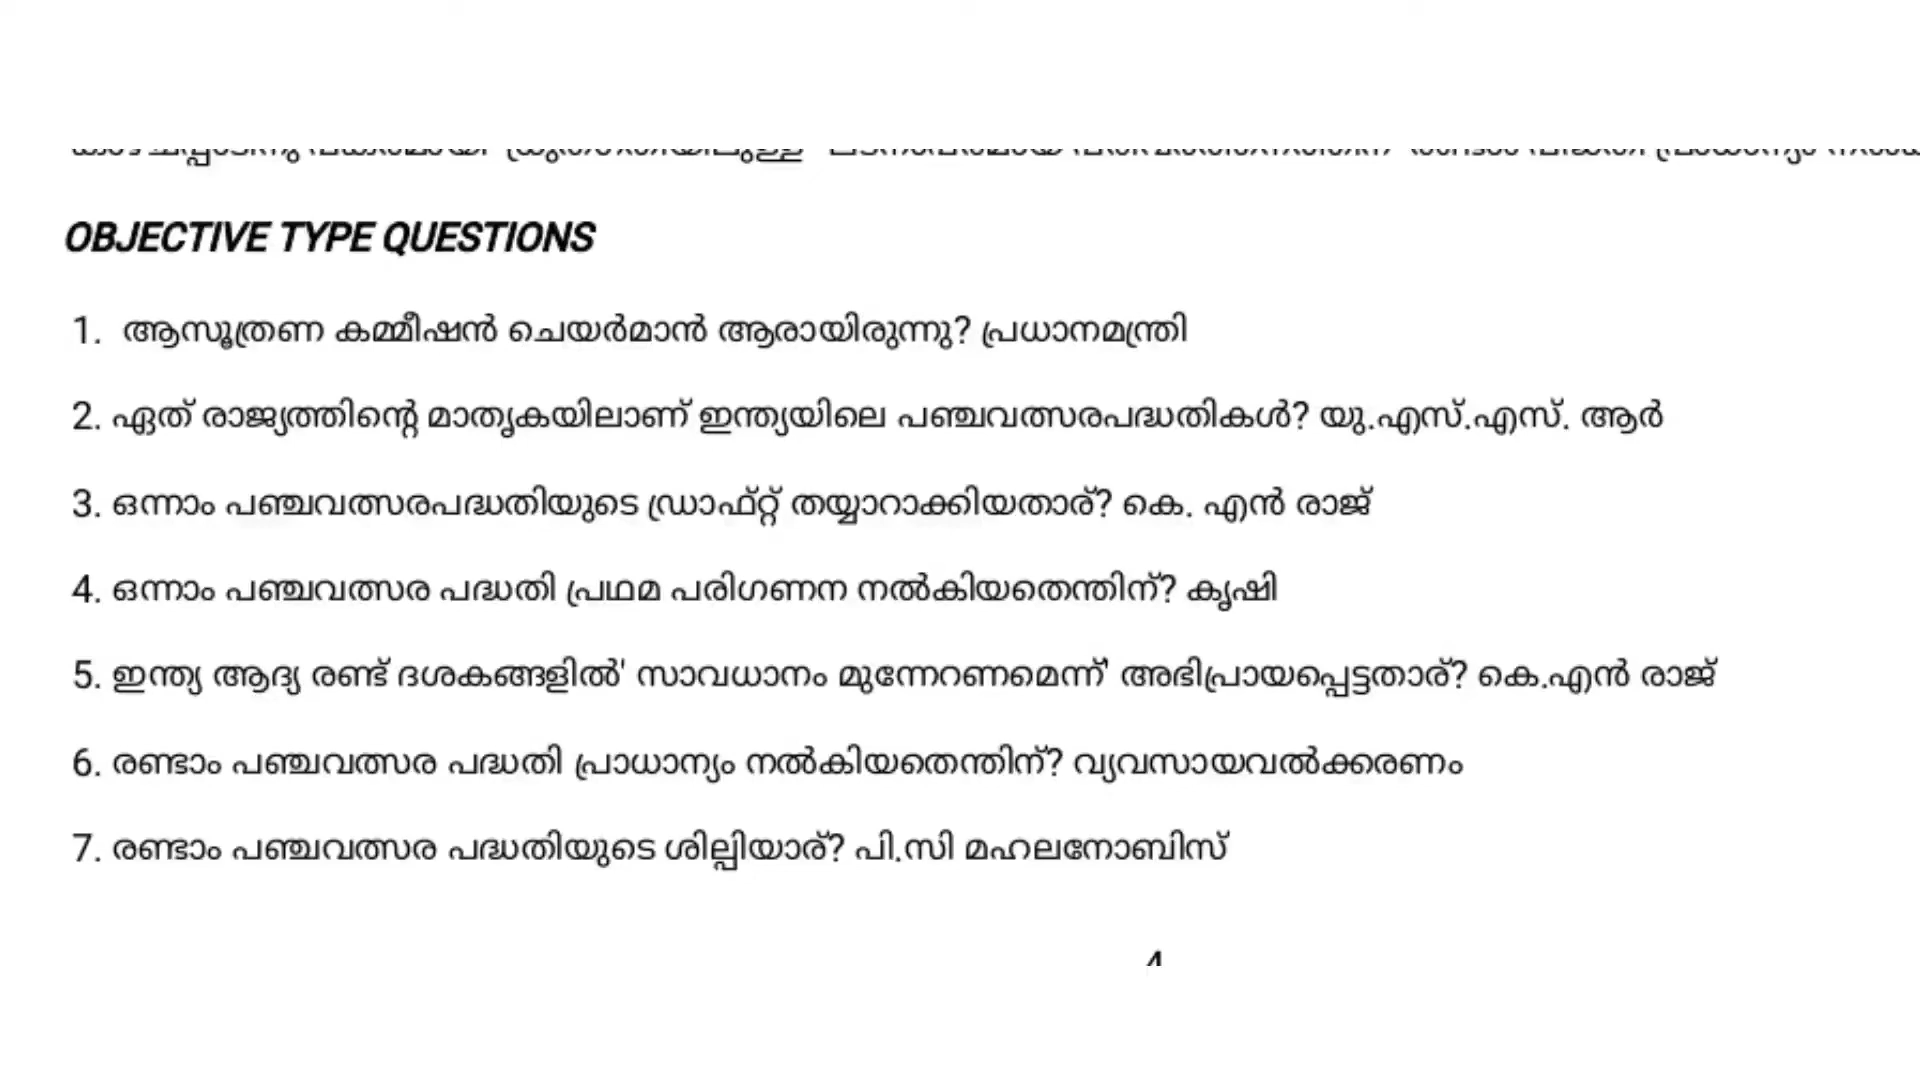 OBJECTIVE TYPE QUESTIONS
1. ആസൂത്രണ കമ്മീഷൻ ചെയർമാൻ ആരായിരുന്നു? പ്രധാനമന്ത്രി
2. ഏത് രാജ്യത്തിന്റെ മാതൃകയിലാണ് ഇന്ത്യയിലെ പഞ്ചവത്സരപദ്ധതികൾ? യു.എസ്.എസ്. ആർ
3. ഒന്നാം പഞ്ചവത്സരപദ്ധതിയുടെ ഡ്രാഫ്റ്റ് തയ്യാറാക്കിയതാര്? കെ. എൻ രാജ്
4. ഒന്നാം പഞ്ചവത്സര പദ്ധതി പ്രഥമ പരിഗണന നൽകിയതെന്തിന്? കൃഷി
5. ഇന്ത്യ ആദ്യ രണ്ട് ദശകങ്ങളിൽ' സാവധാനം മുന്നേറണമെന്ന്' അഭിപ്രായപ്പെട്ടതാര്? കെ.എൻ രാജ്
6. രണ്ടാം പഞ്ചവത്സര പദ്ധതി പ്രാധാന്യം നൽകിയതെന്തിന്? വ്യവസായവൽക്കരണം
7. രണ്ടാം പഞ്ചവത്സര പദ്ധതിയുടെ ശില്പിയാര്? പി.സി മഹലനോബിസ്
4